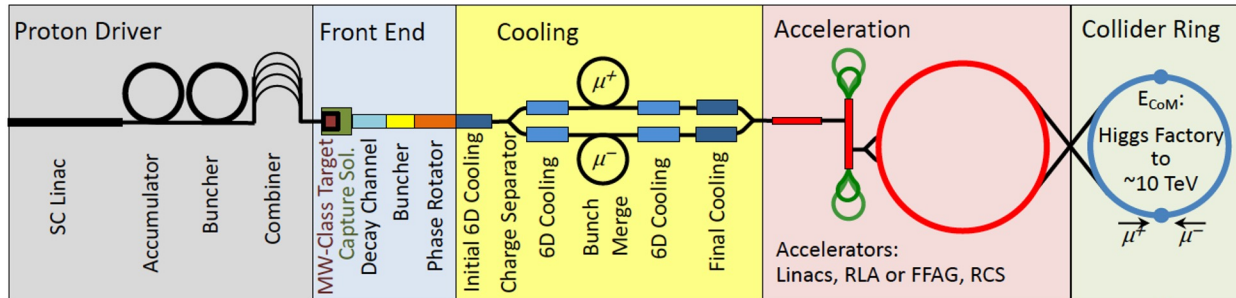 Proton Driver
SC Linac
Accumulator
Buncher
Combiner
Front End
MW-Class Target
Capture Sol.
Decay Channel
Buncher
Phase Rotator
Cooling
Initial 6D Cooling
Charge Separator
6D Cooling
μ+
μ−
Bunch
Merge
6D Cooling
Final Cooling
Acceleration
Accelerators:
Linacs, RLA or FFAG, RCS
Collider Ring
ECoM:
Higgs Factory
to
~10 TeV
μ+ μ−